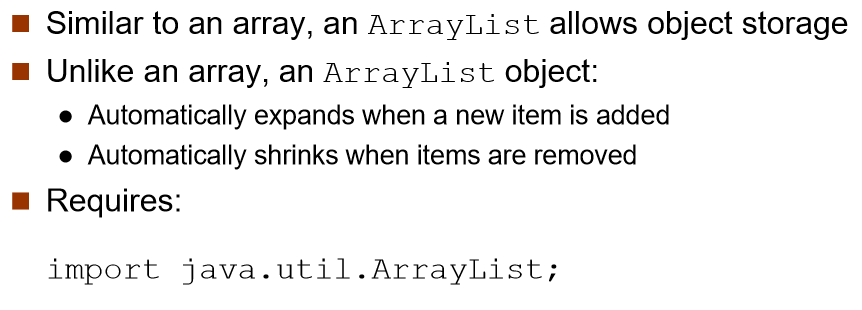 ■ Similar to an array, an ArrayList allows object storage
■ Unlike an array, an ArrayList object:
● Automatically expands when a new item is added
● Automatically shrinks when items are removed
■ Requires:
import java.util.ArrayList;